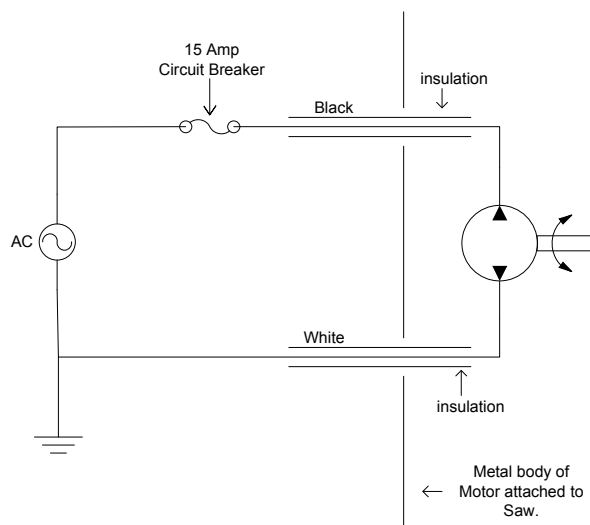 15 Amp
Circuit Breaker
insulation
Black
AC
White
insulation
Metal body of
Motor attached to
Saw.